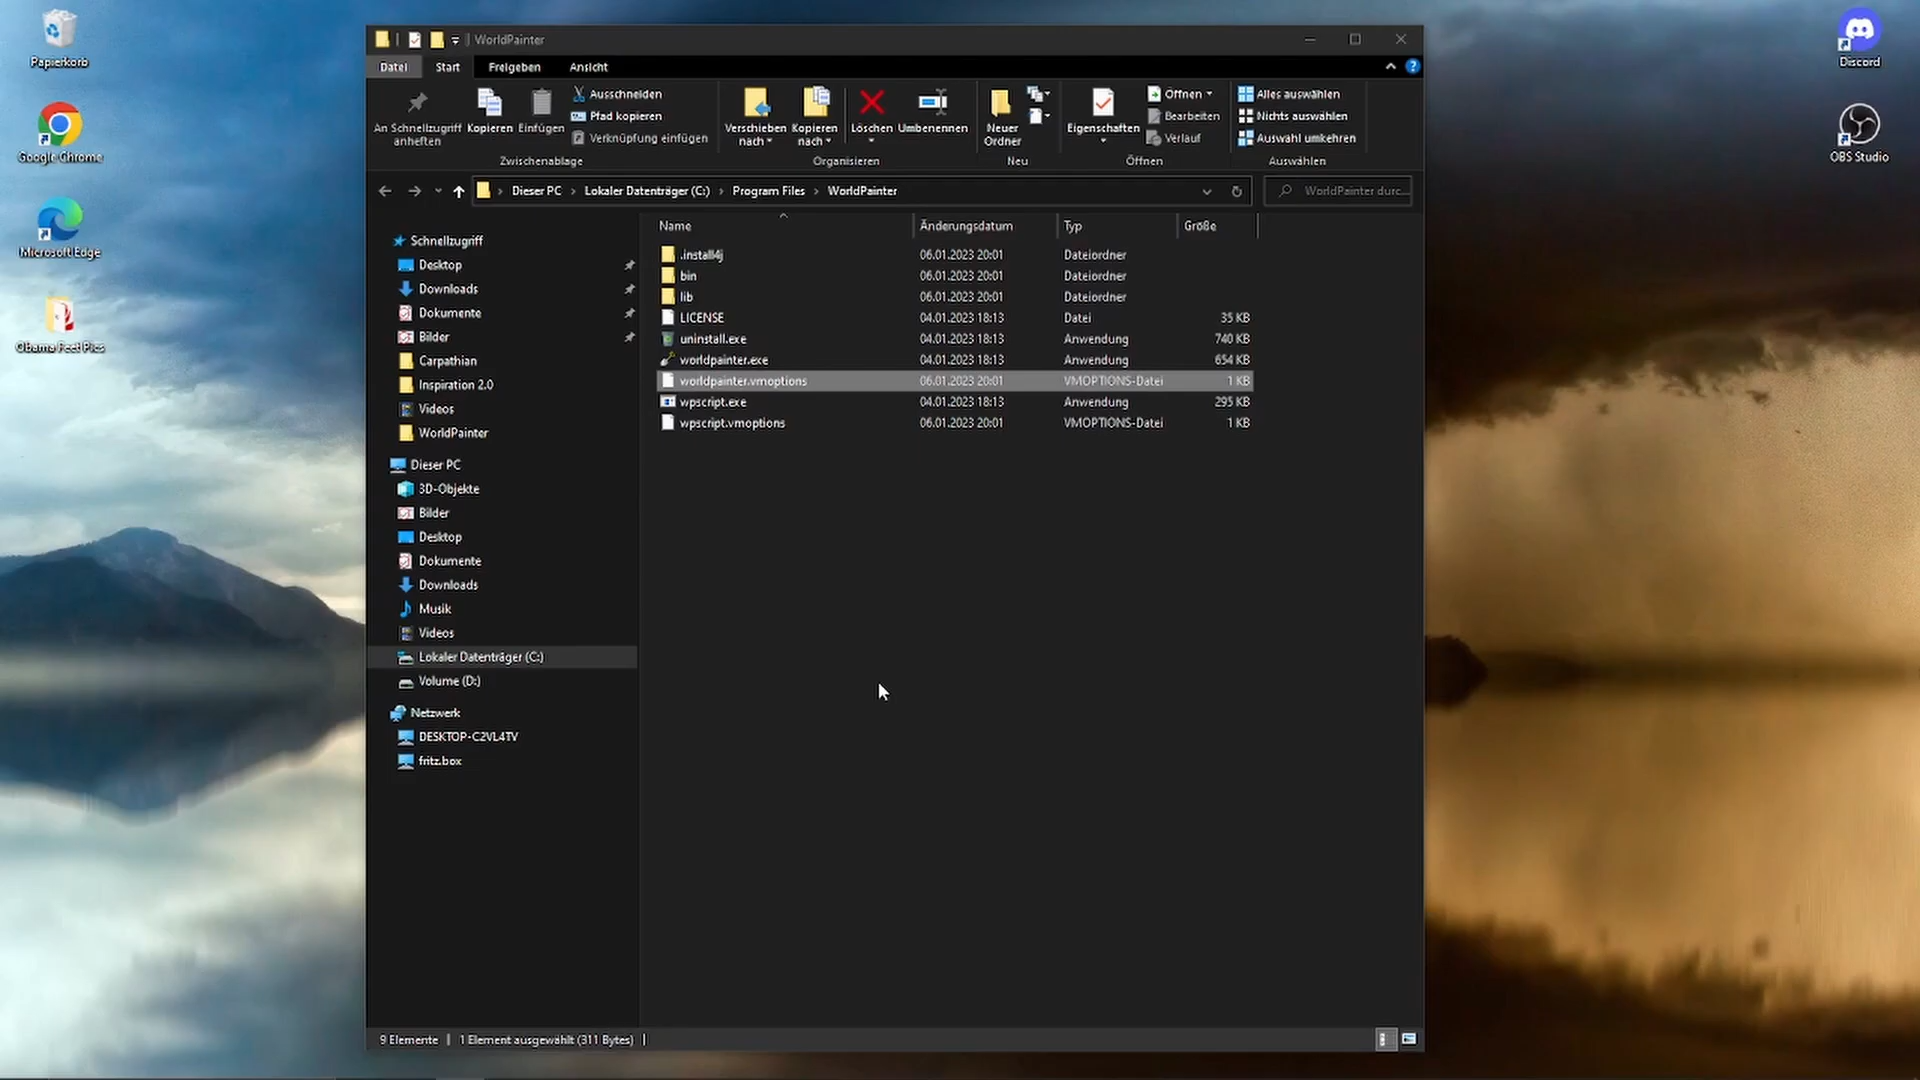 Papierkorb
Google Chrome
Microsoft Edge
Obama Feet Pics
Discord
OBS Studio
WorldPainter
Datei Start Freigeben Ansicht
An Schnellzugriff anheften
Kopieren
Einfügen
Ausschneiden
Pfad kopieren
Verknüpfung einfügen
Zwischenablage
Verschieben nach
Kopieren nach
Löschen
Umbenennen
Organisieren
Neuer Ordner
Neu
Eigenschaften
Öffnen
Bearbeiten
Verlauf
Öffnen
Alles auswählen
Nichts auswählen
Auswahl umkehren
Auswählen
Dieser PC › Lokaler Datenträger (C:) › Program Files › WorldPainter
WorldPainter durc...
Schnellzugriff
Desktop
Downloads
Dokumente
Bilder
Carpathian
Inspiration 2.0
Videos
WorldPainter
Dieser PC
3D-Objekte
Bilder
Desktop
Dokumente
Downloads
Musik
Videos
Lokaler Datenträger (C:)
Volume (D:)
Netzwerk
DESKTOP-C2VL4TV
fritz.box
Name Änderungsdatum Typ Größe
.install4j 06.01.2023 20:01 Dateiordner
bin 06.01.2023 20:01 Dateiordner
lib 06.01.2023 20:01 Dateiordner
LICENSE 04.01.2023 18:13 Datei 35 KB
uninstall.exe 04.01.2023 18:13 Anwendung 740 KB
worldpainter.exe 04.01.2023 18:13 Anwendung 654 KB
worldpainter.vmoptions 06.01.2023 20:01 VMOPTIONS-Datei 1 KB
wpscript.exe 04.01.2023 18:13 Anwendung 295 KB
wpscript.vmoptions 06.01.2023 20:01 VMOPTIONS-Datei 1 KB
9 Elemente 1 Element ausgewählt (311 Bytes)